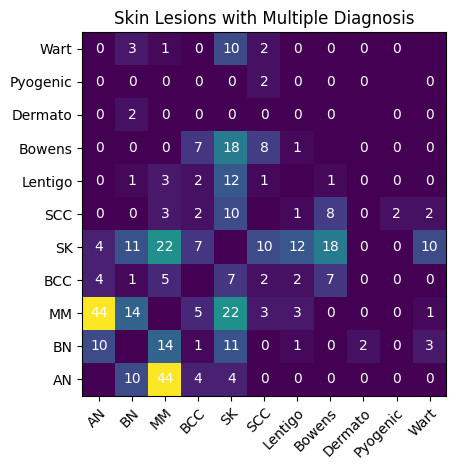 Skin Lesions with Multiple Diagnosis
Wart 0 3 1 0 10 2 0 0 0 0
Pyogenic 0 0 0 0 0 2 0 0 0 0
Dermato 0 2 0 0 0 0 0 0 0 0
Bowens 0 0 0 7 18 8 1 0 0 0
Lentigo 0 1 3 2 12 1 1 0 0 0
SCC 0 0 3 2 10 1 8 0 2 2
SK 4 11 22 7 10 12 18 0 0 10
BCC 4 1 5 7 2 2 7 0 0 0
MM 44 14 5 22 3 3 0 0 0 1
BN 10 14 1 11 0 1 0 2 0 3
AN 10 44 4 4 0 0 0 0 0 0
AN BN MM BCC SK SCC Lentigo Bowens Dermato Pyogenic Wart